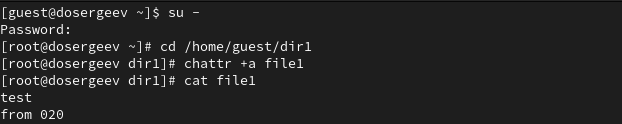 [guest@dosergeev ~]$ su -
Password:
[root@dosergeev ~]# cd /home/guest/dir1
[root@dosergeev dir1]# chattr +a file1
[root@dosergeev dir1]# cat file1
test
from 020